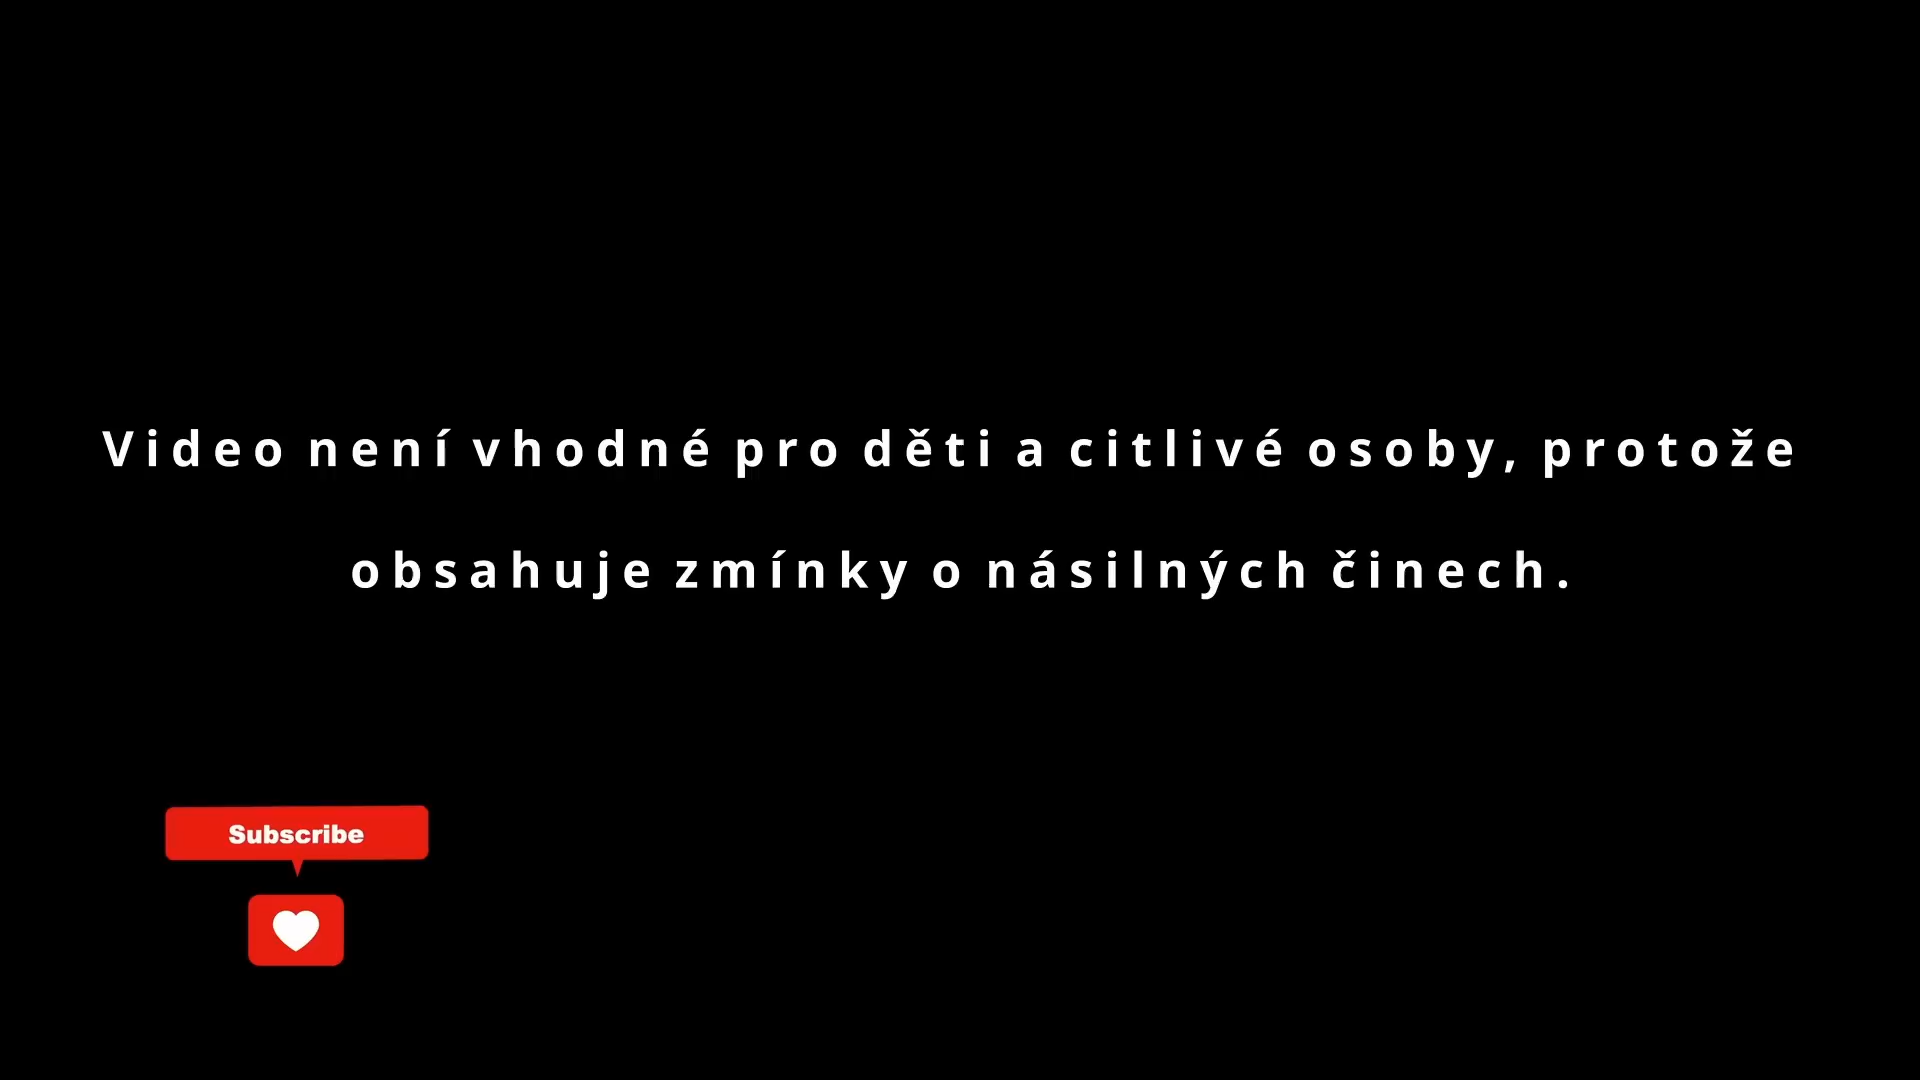 Video není vhodné pro děti a citlivé osoby, protože
obsahuje zmínky o násilných činech.
Subscribe